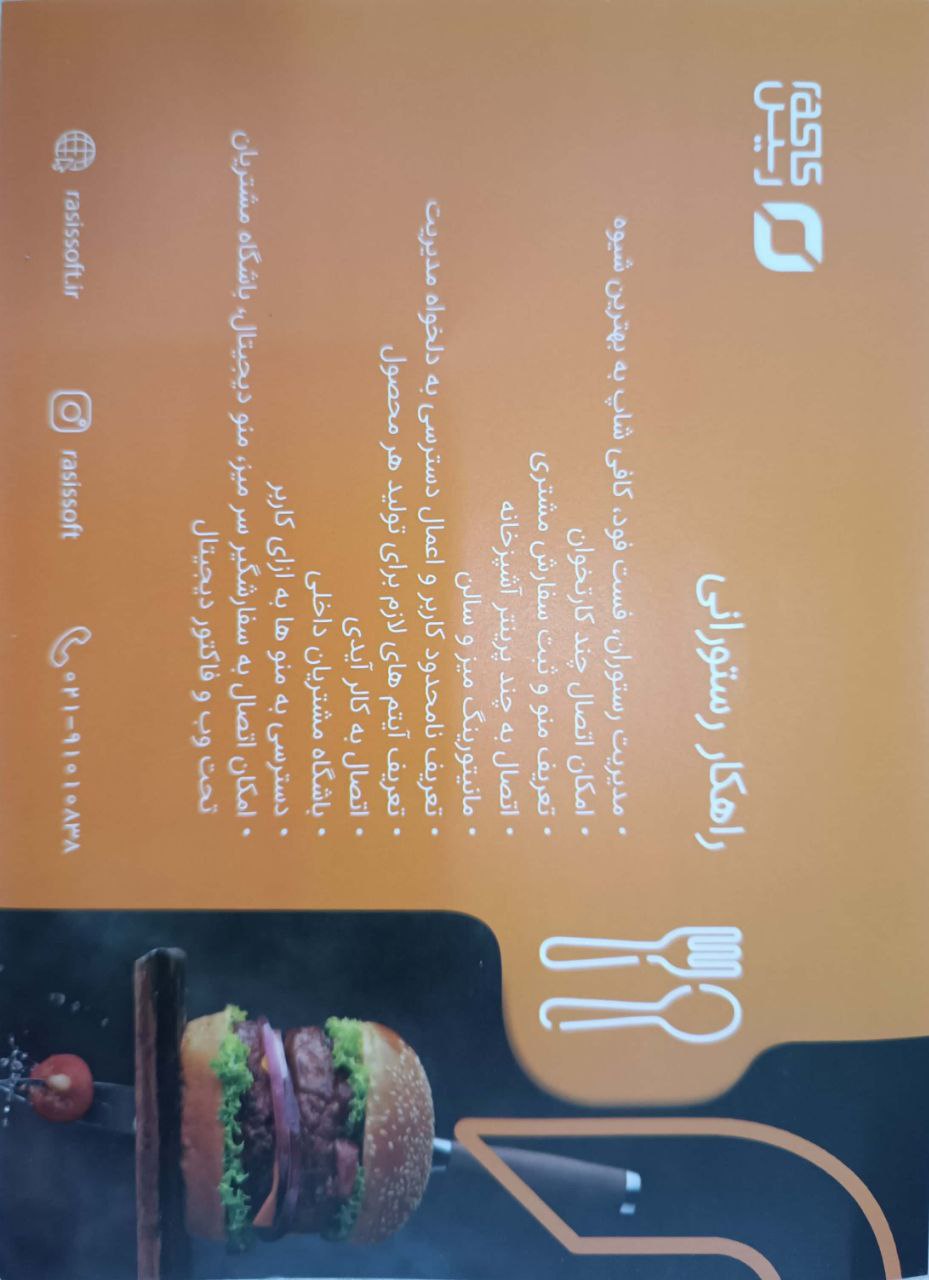 rasis
رسیس
راهکار رستورانی
• مدیریت رستوران، فست فود، کافی شاپ به بهترین شیوه
• امکان اتصال چند کارتخوان
• تعریف منو و ثبت سفارش مشتری
• اتصال به چند پرینتر آشپزخانه
• مانیتورینگ میز و سالن
• تعریف نامحدود کاربر و اعمال دسترسی به دلخواه مدیریت
• تعریف آیتم های لازم برای تولید هر محصول
• اتصال به کالر آیدی
• باشگاه مشتریان داخلی
• دسترسی به منو ها به ازای کاربر
• امکان اتصال به سفارشگیر سر میز، منو دیجیتال، باشگاه مشتریان
تحت وب و فاکتور دیجیتال
rasissoft.ir rasissoft ۰۲۱-۹۱۰۱۰۸۳۸